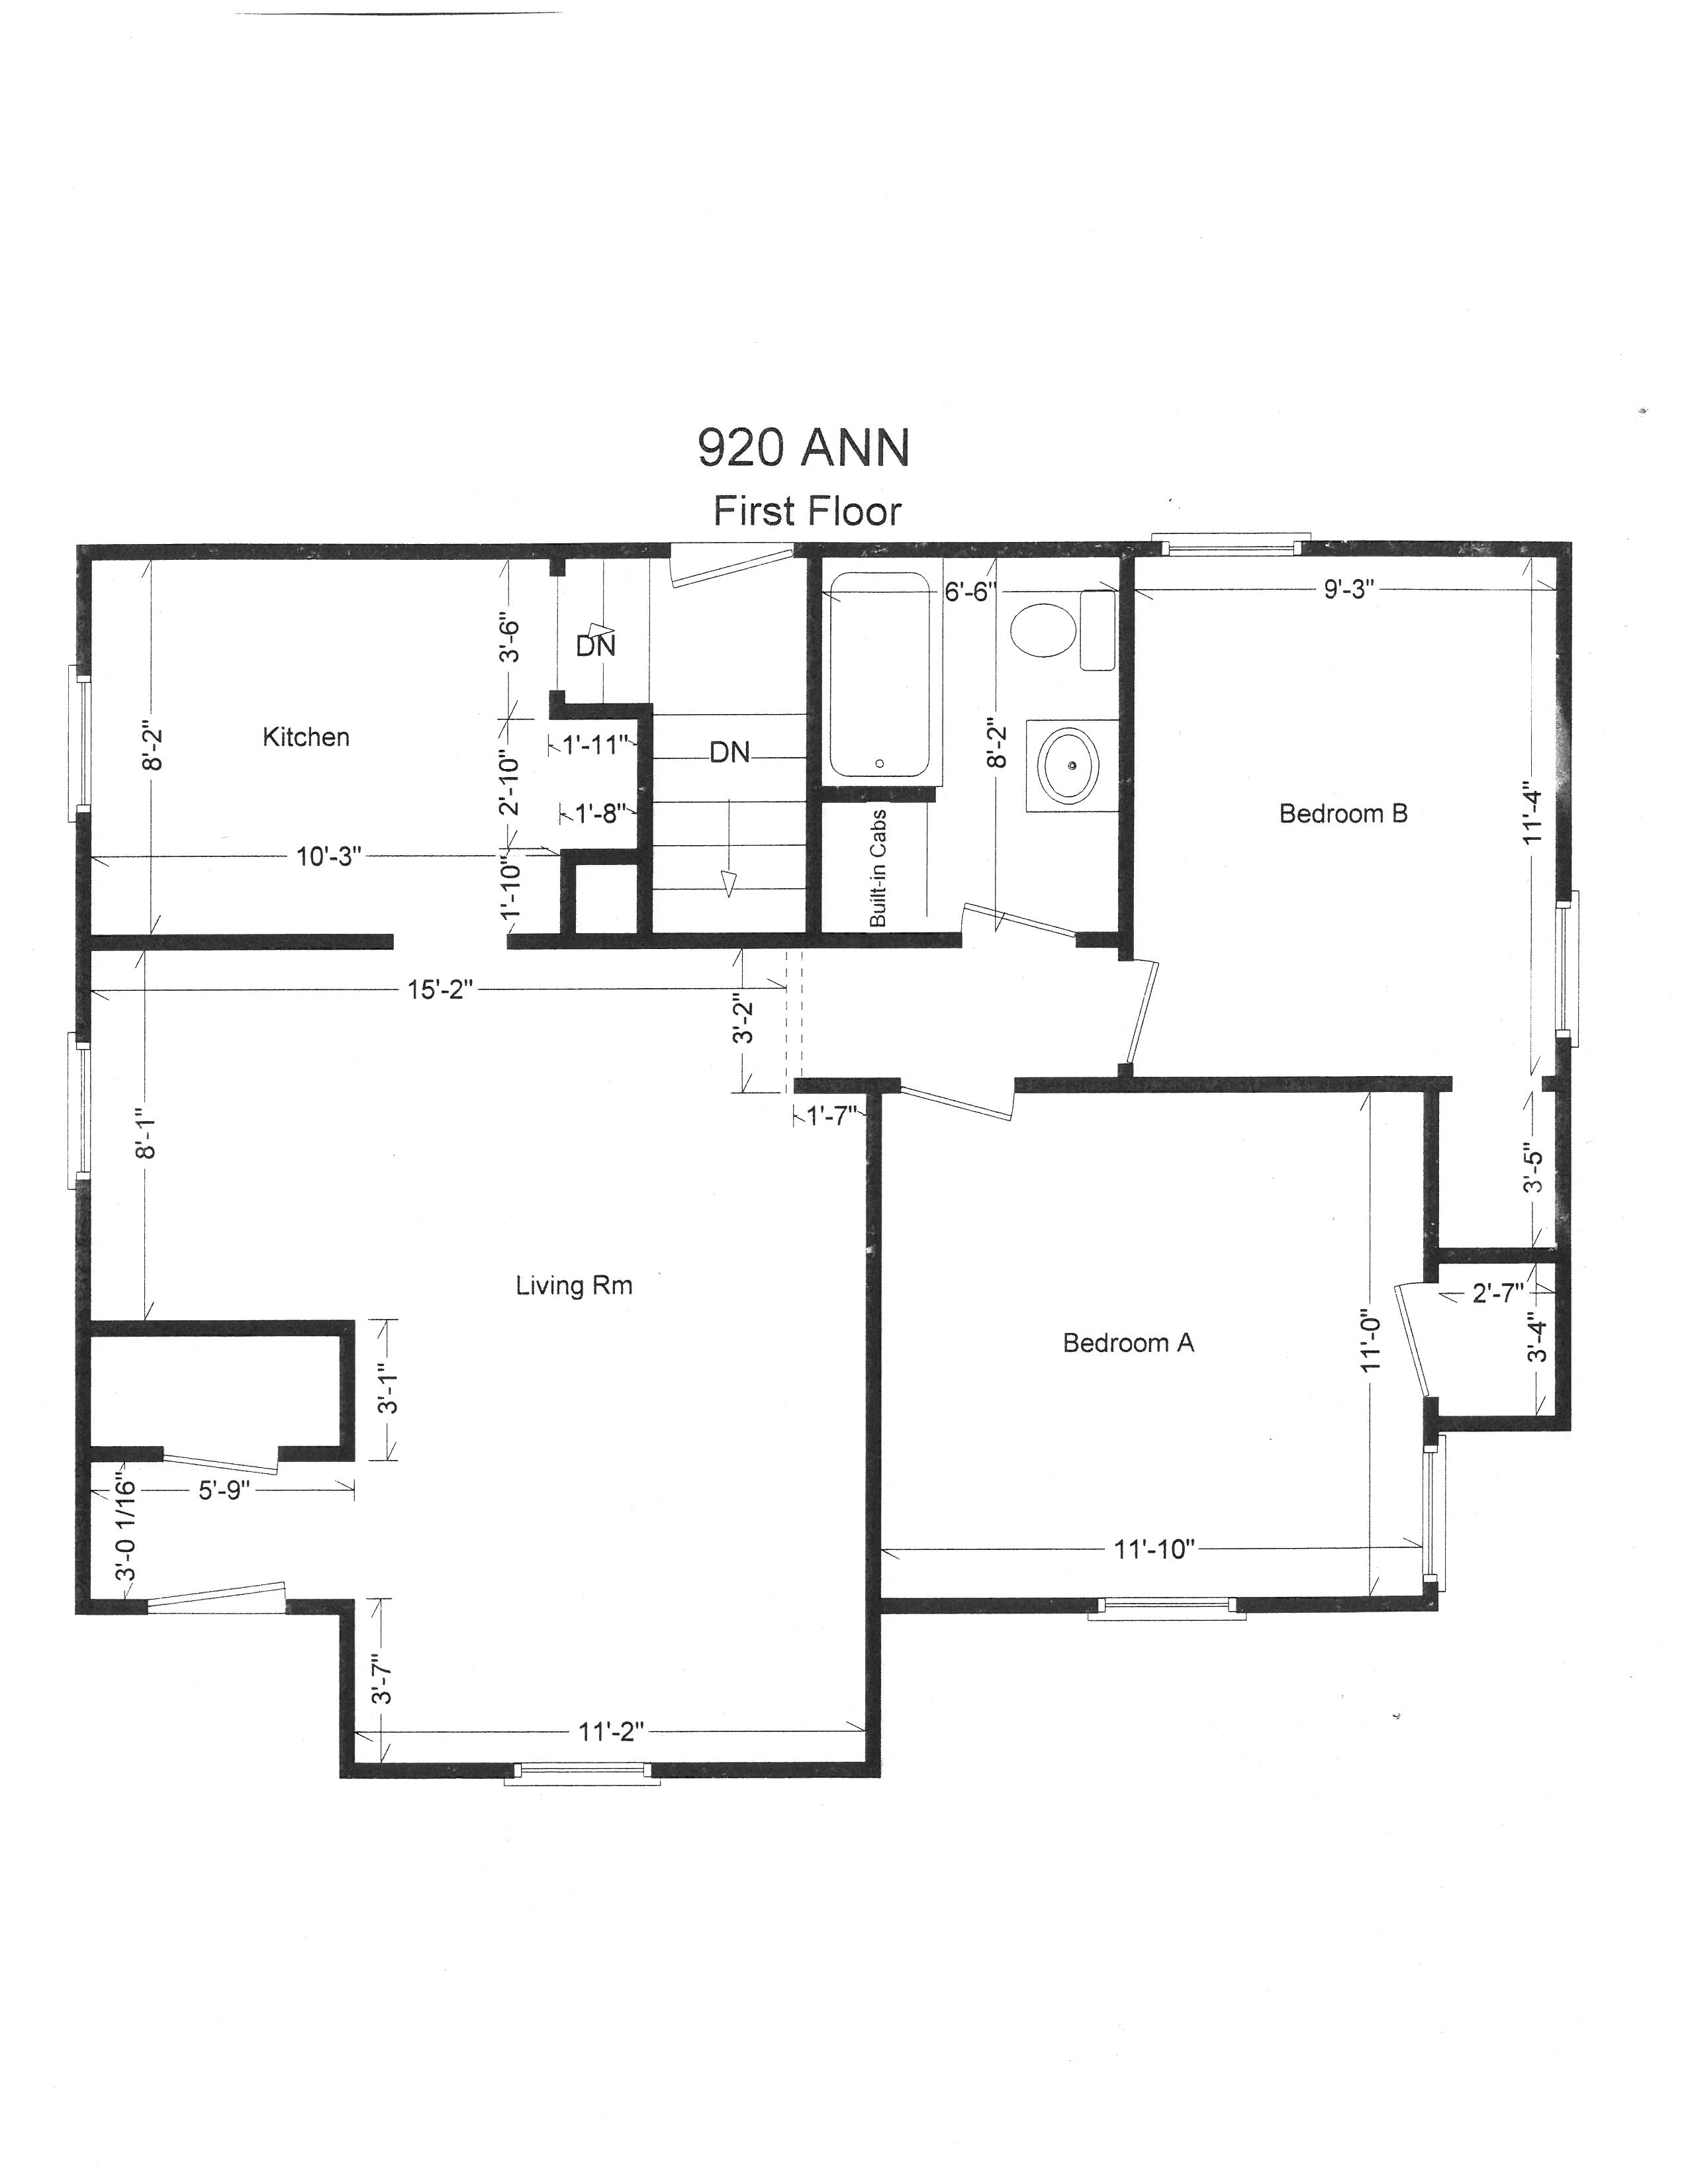 920 ANN
First Floor
6'-6"
9'-3"
3'-6"
DN
Kitchen
8'-2"
1'-11"
DN
8'-2"
2'-10"
1'-8"
Bedroom B
11'-4"
10'-3"
1'-10"
Built-in Cabs
15'-2"
3'-2"
8'-1"
1'-7"
3'-5"
Living Rm
2'-7"
Bedroom A
11'-0"
3'-4"
3'-1"
5'-9"
3'-0 1/16"
11'-10"
3'-7"
11'-2"